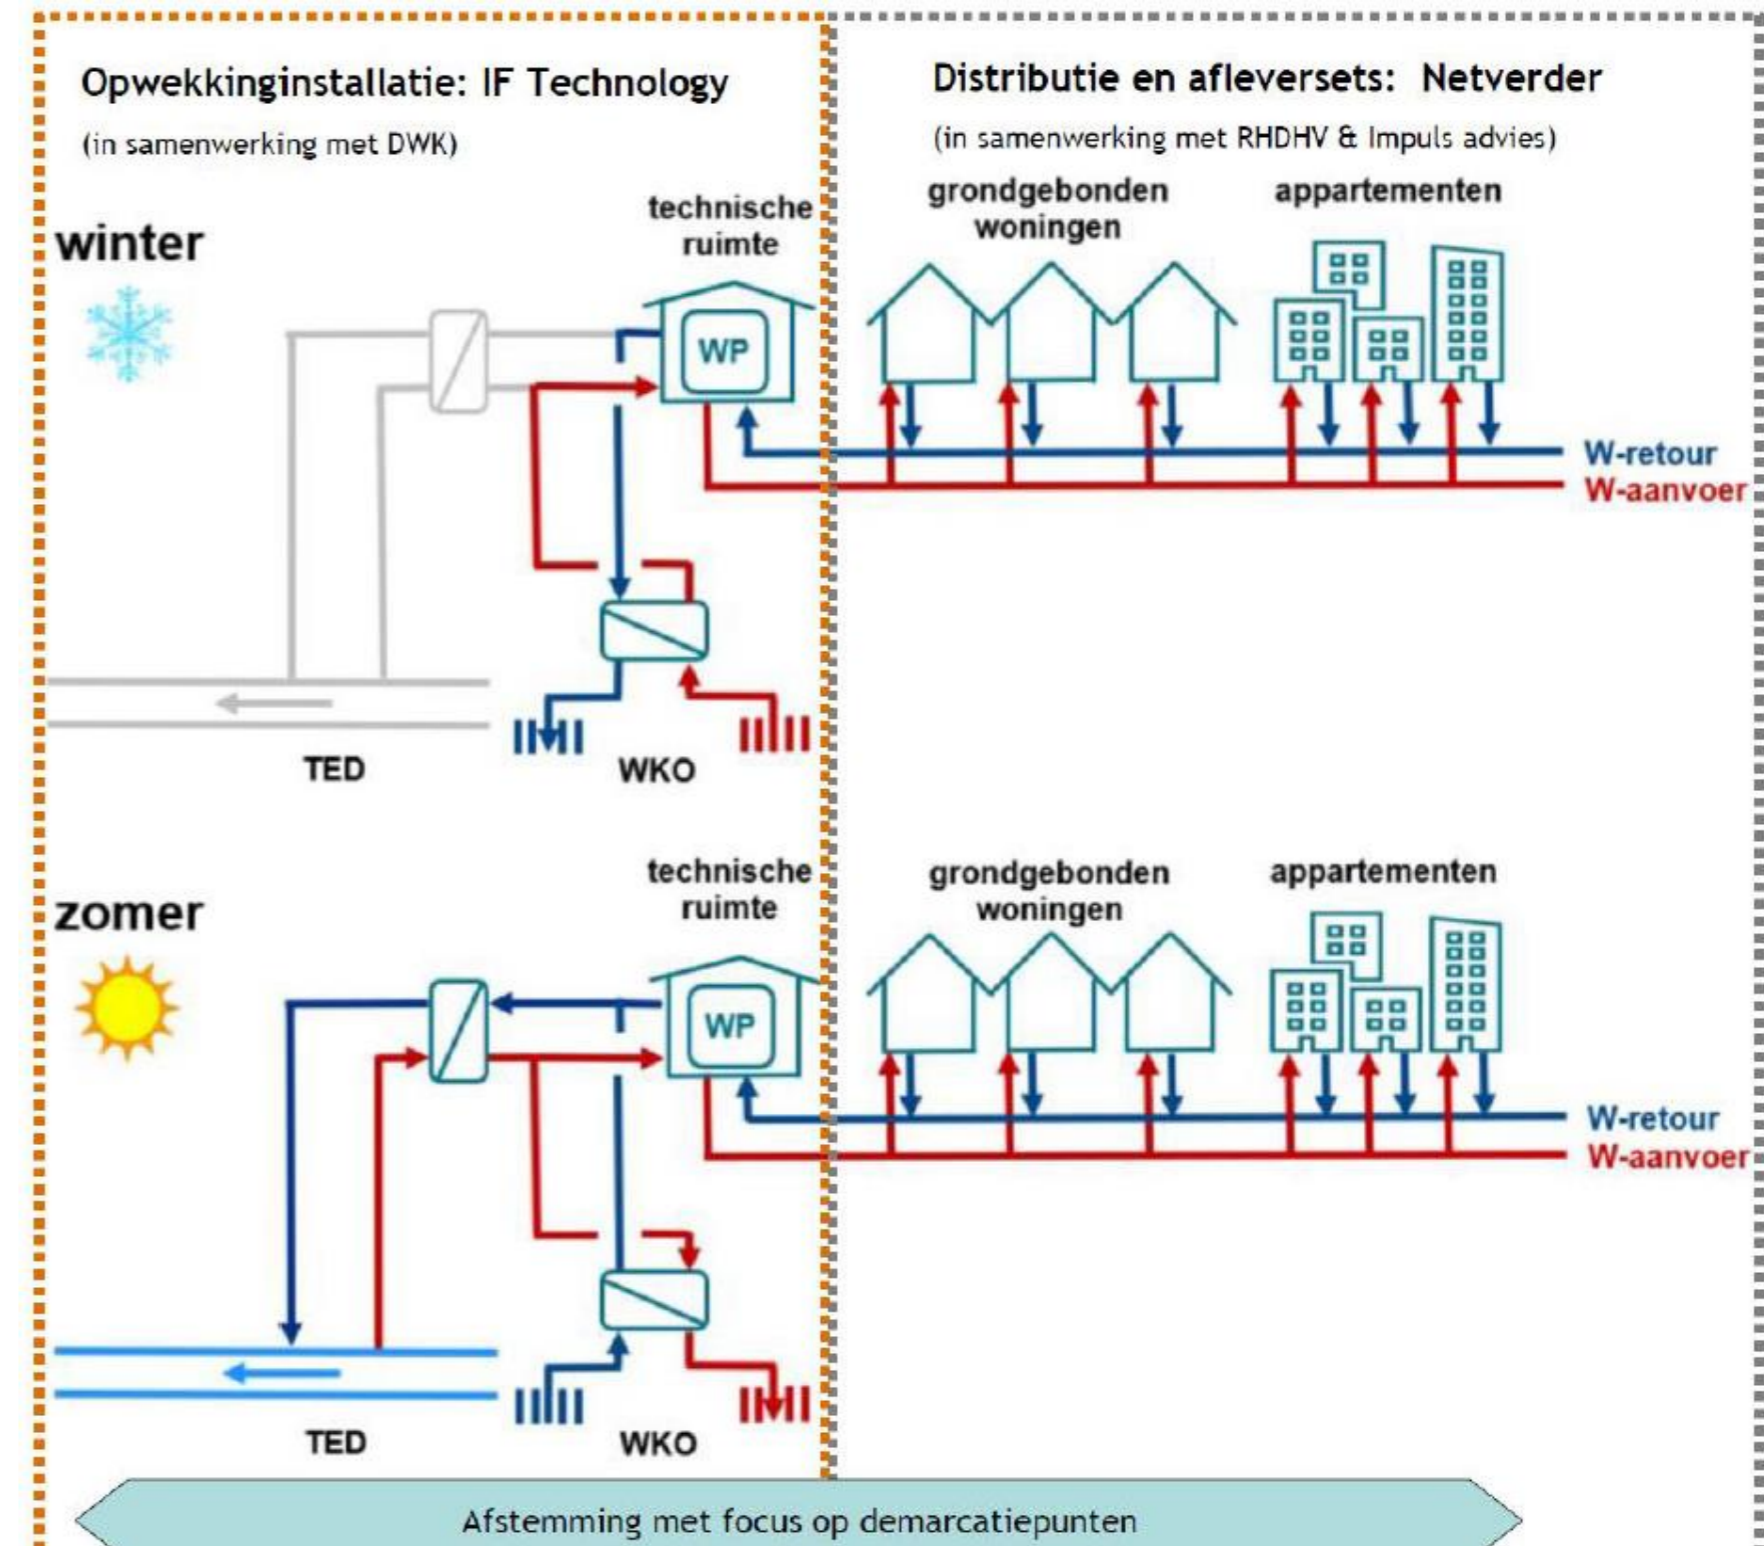 Opwekkinginstallatie: IF Technology
(in samenwerking met DWK)
Distributie en afleversets: Netverder
(in samenwerking met RHDHV & Impuls advies)
winter
technische
ruimte
grondgebonden
woningen
appartementen
WP
W-retour
W-aanvoer
TED
WKO
zomer
technische
ruimte
grondgebonden
woningen
appartementen
WP
W-retour
W-aanvoer
TED
WKO
Afstemming met focus op demarcatiepunten